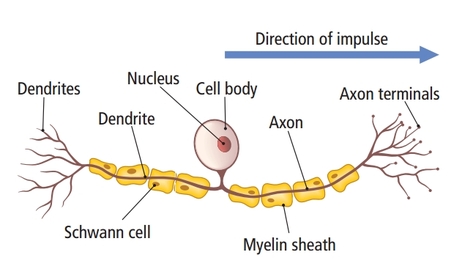 Direction of impulse
Dendrites
Nucleus
Cell body
Axon terminals
Dendrite
Axon
Schwann cell
Myelin sheath